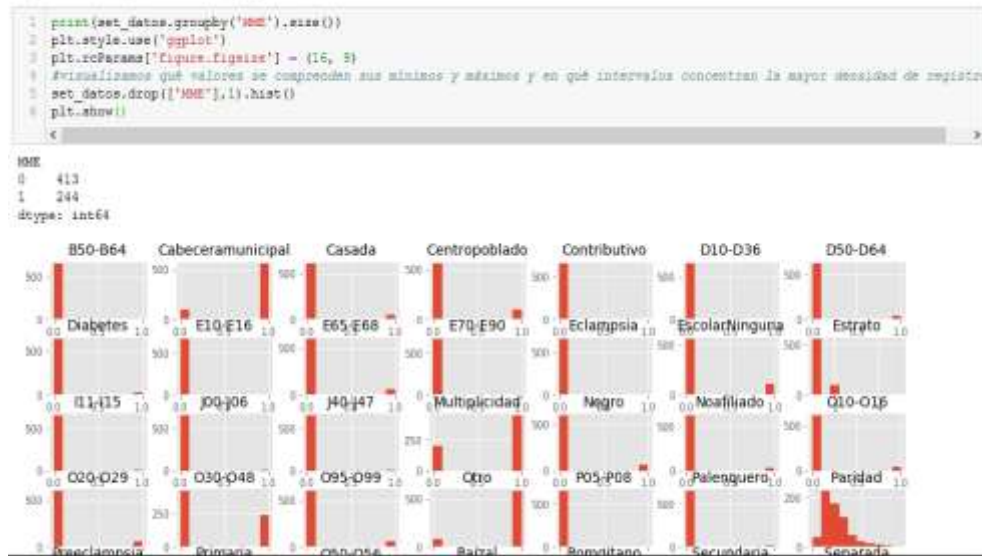 1 print(set_datos.groupby('MME').size())
2 plt.style.use('ggplot')
3 plt.rcParams['figure.figsize'] = (16, 9)
4 #visualizamos qué valores se comprenden sus mínimos y máximos y en qué intervalos concentran la mayor densidad de registro
5 set_datos.drop(['MME'],1).hist()
6 plt.show()
MME
0 413
1 244
dtype: int64
B50-B64 Cabeceramunicipal Casada Centropoblado Contributivo D10-D36 D50-D64
Diabetes E10-E16 E65-E68 E70-E90 Eclampsia EscolarNinguna Estrato
I11-I15 J00-J06 J40-J47 Multiplicidad Negro Noafiliado O10-O16
O20-O29 O30-O48 O95-O99 Otro P05-P08 Palenquero Paridad
Preeclampsia Primaria Raizal Secundaria Separada